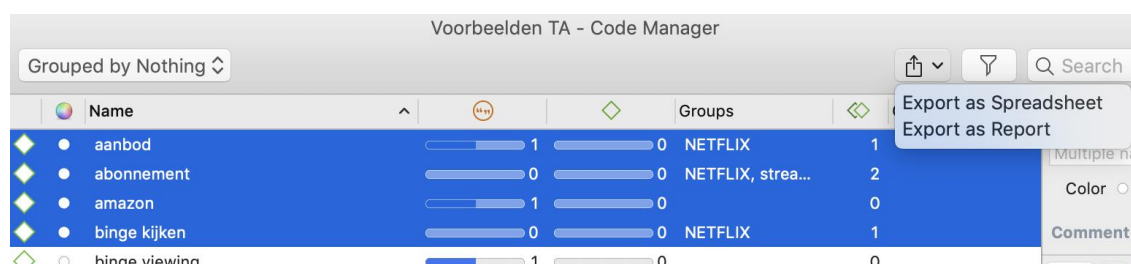 Voorbeelden TA - Code Manager
Grouped by Nothing
Search
Name
Groups
Export as Spreadsheet
Export as Report
aanbod 1 0 NETFLIX 1
Multiple
abonnement 0 0 NETFLIX, strea... 2
Color
amazon 1 0 0
binge kijken 0 0 NETFLIX 1
Comment
binge viewing 1 0 0